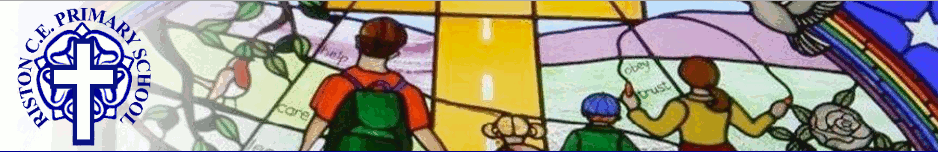 RISTON C.E. PRIMARY SCHOOL
help
care
obey
trust